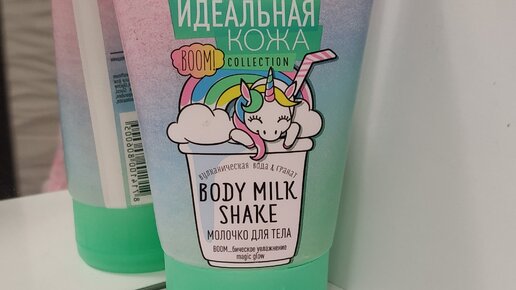 ИДЕАЛЬНАЯ
КОЖА
BOOM!
COLLECTION
вулканическая вода & гранат
BODY MILK
SHAKE
МОЛОЧКО ДЛЯ ТЕЛА
BOOM...бическое увлажнение
magic glow